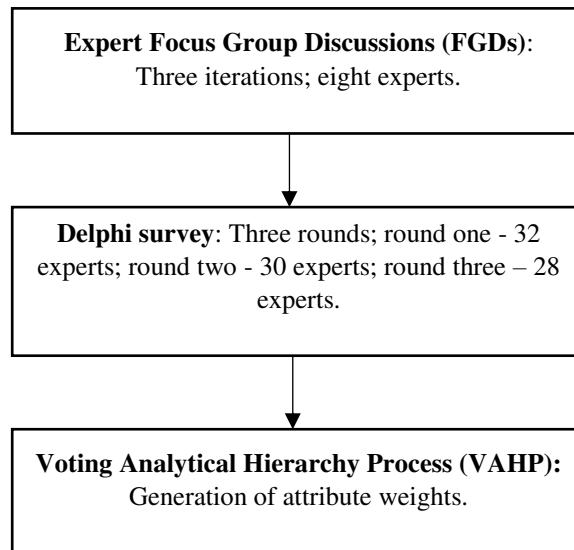 Expert Focus Group Discussions (FGDs):
Three iterations; eight experts.
Delphi survey: Three rounds; round one - 32
experts; round two - 30 experts; round three – 28
experts.
Voting Analytical Hierarchy Process (VAHP):
Generation of attribute weights.